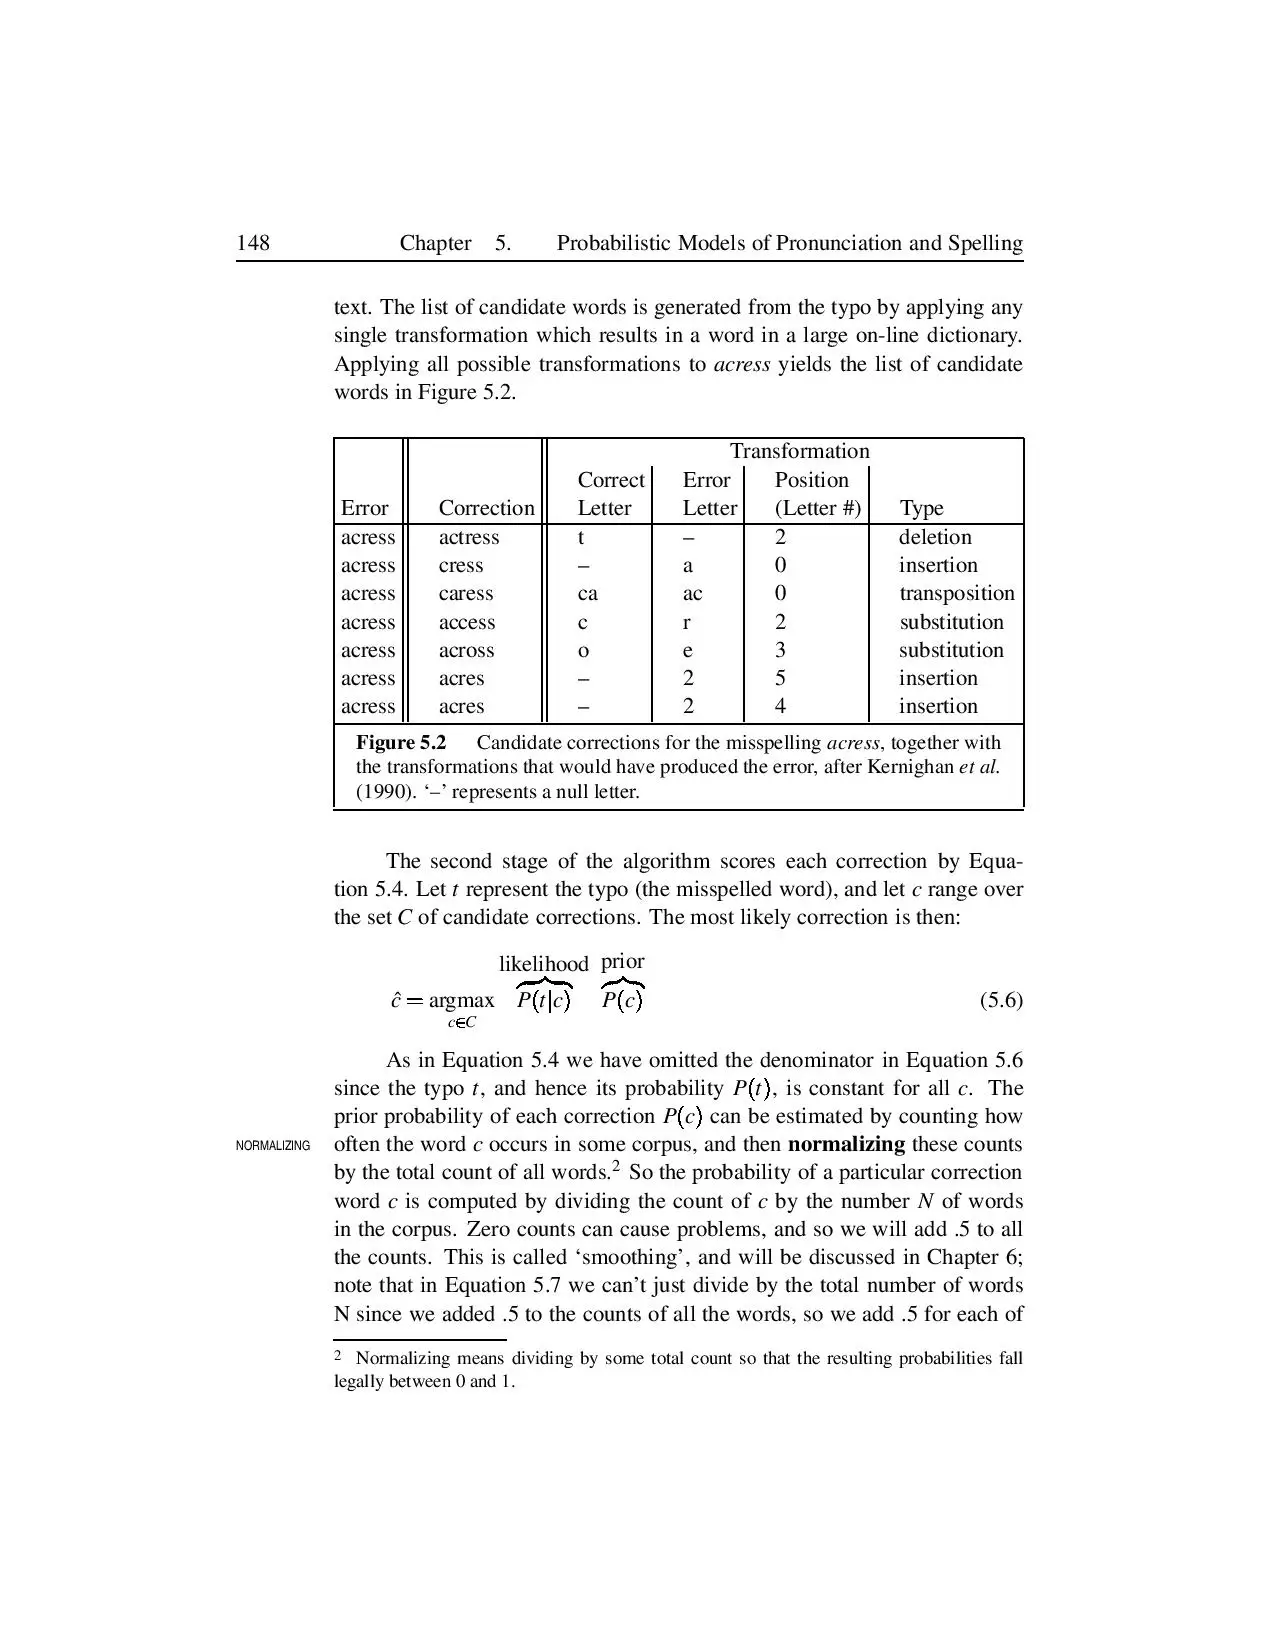 148 Chapter 5. Probabilistic Models of Pronunciation and Spelling
text. The list of candidate words is generated from the typo by applying any
single transformation which results in a word in a large on-line dictionary.
Applying all possible transformations to acress yields the list of candidate
words in Figure 5.2.
Transformation
Correct Error Position
Error Correction Letter Letter (Letter #) Type
acress actress t – 2 deletion
acress cress – a 0 insertion
acress caress ca ac 0 transposition
acress access c r 2 substitution
acress across o e 3 substitution
acress acres – 2 5 insertion
acress acres – 2 4 insertion
Figure 5.2 Candidate corrections for the misspelling acress, together with
the transformations that would have produced the error, after Kernighan et al.
(1990). ‘–’ represents a null letter.
The second stage of the algorithm scores each correction by Equa-
tion 5.4. Let t represent the typo (the misspelled word), and let c range over
the set C of candidate corrections. The most likely correction is then:
likelihood prior
ĉ = argmax P(t|c) P(c) (5.6)
c∈C
As in Equation 5.4 we have omitted the denominator in Equation 5.6
since the typo t, and hence its probability P(t), is constant for all c. The
prior probability of each correction P(c) can be estimated by counting how
NORMALIZING often the word c occurs in some corpus, and then normalizing these counts
by the total count of all words.2 So the probability of a particular correction
word c is computed by dividing the count of c by the number N of words
in the corpus. Zero counts can cause problems, and so we will add .5 to all
the counts. This is called ‘smoothing’, and will be discussed in Chapter 6;
note that in Equation 5.7 we can’t just divide by the total number of words
N since we added .5 to the counts of all the words, so we add .5 for each of
2 Normalizing means dividing by some total count so that the resulting probabilities fall
legally between 0 and 1.